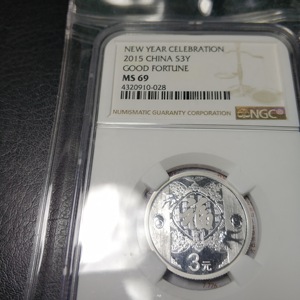 NEW YEAR CELEBRATION
2015 CHINA S3Y
GOOD FORTUNE
MS 69
4320910-028
NUMISMATIC GUARANTY CORPORATION
NGC
福
3元